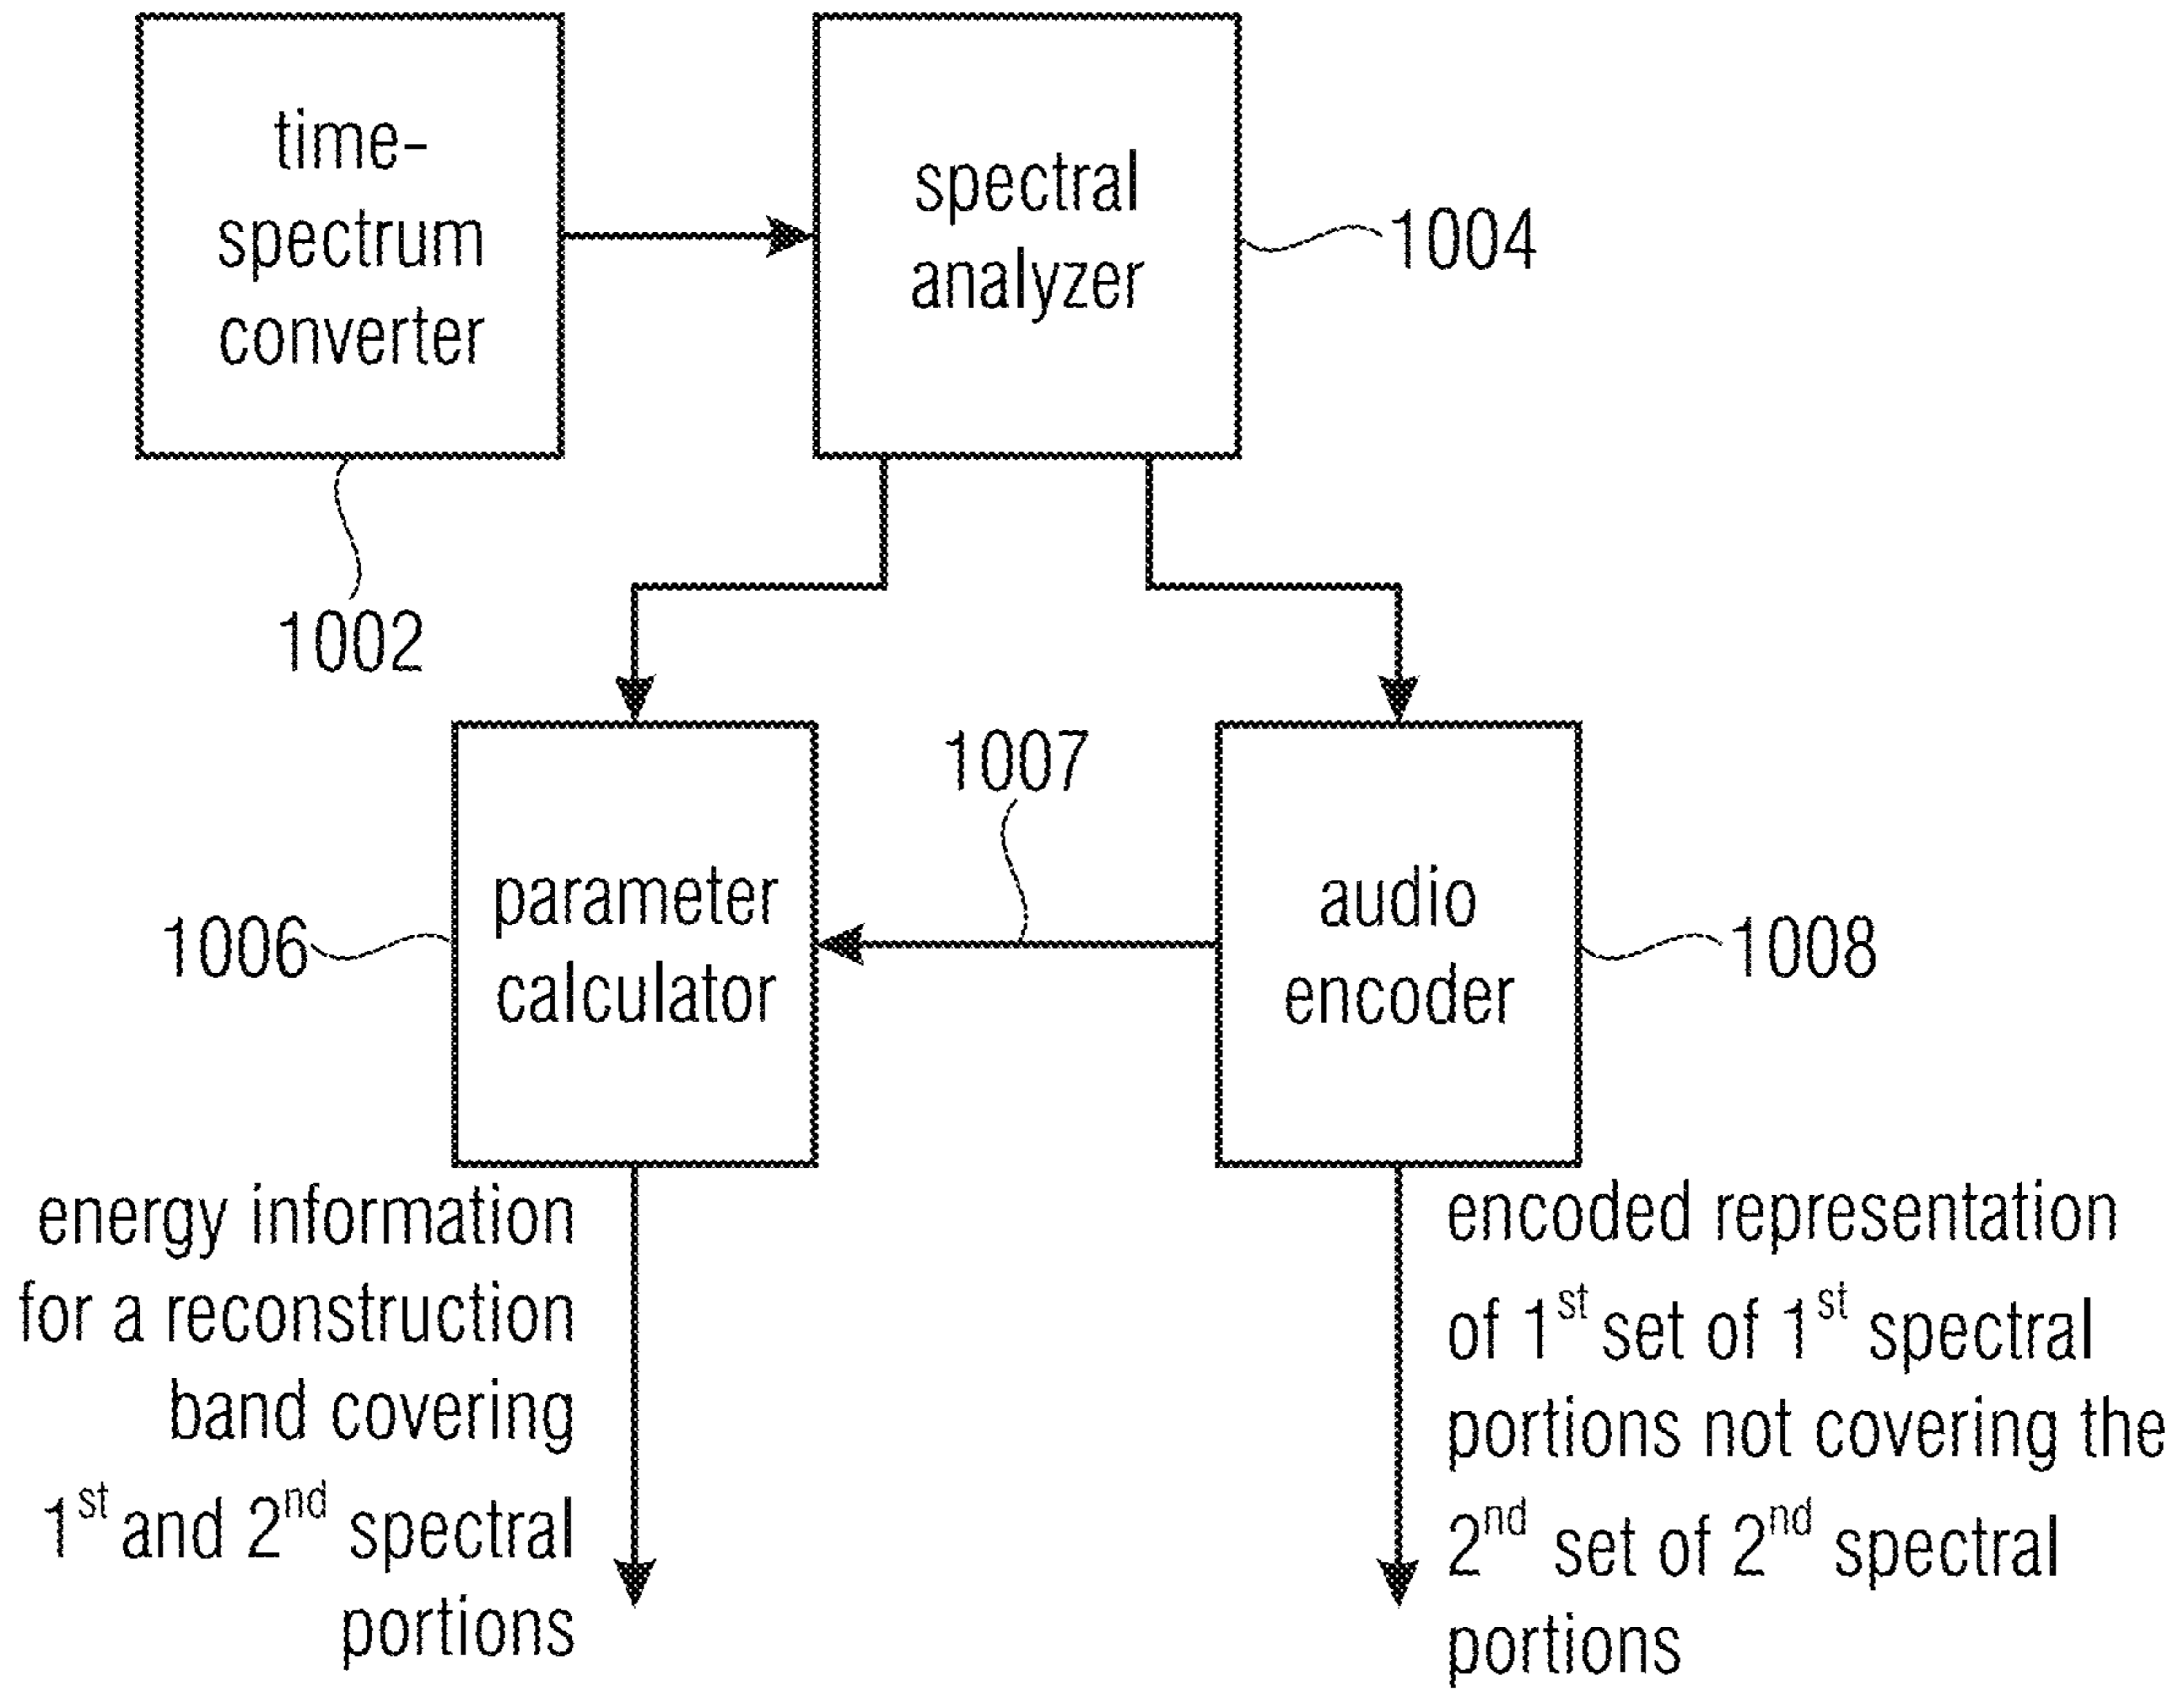 time-
spectrum
converter
spectral
analyzer
1004
1002
1007
parameter
calculator
1006
audio
encoder
1008
energy information
for a reconstruction
band covering
1st and 2nd spectral
portions
encoded representation
of 1st set of 1st spectral
portions not covering the
2nd set of 2nd spectral
portions